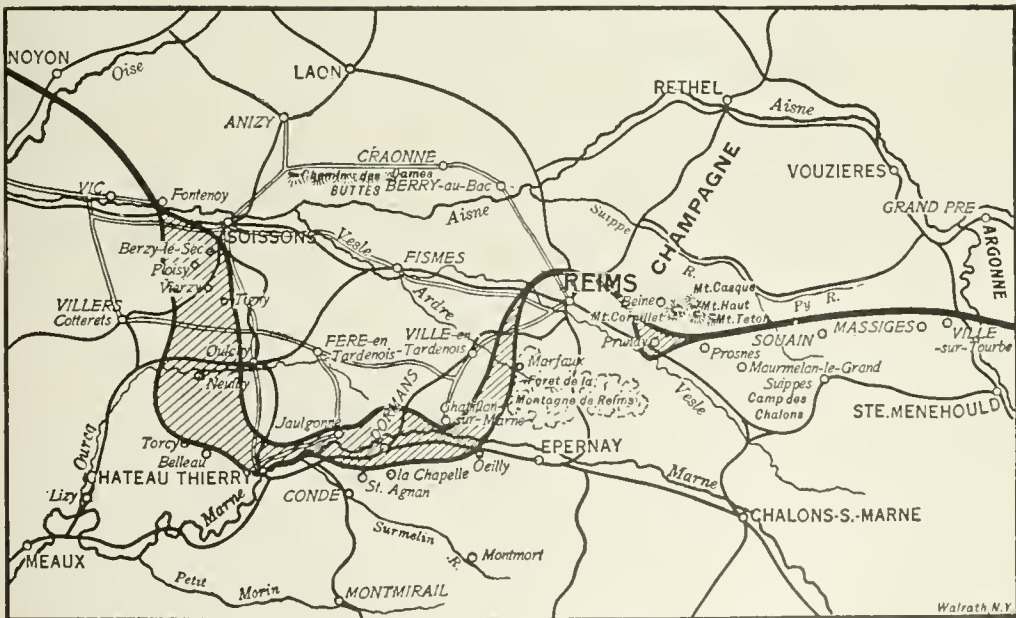 NOYON
Oise
LAON
RETHEL
Aisne
ANIZY
CRAONNE
Chemin des Dames
BUTTES
BERRY-au-BAC
CHAMPAGNE
VOUZIERES
VIC
Fontenoy
Aisne
Suippe
R.
GRAND PRE
ARGONNE
SOISSONS
Vesle
FISMES
Berzy-le-Sec
Ploisy
Vierzy
Tigny
Ardre
REIMS
Beine
Mt.Casque
Mt.Haut
Mt.Cornillet
Mt.Tetoh
Py R.
VILLERS
Cotterets
FERE-en
Tardenois
VILLE-en
Tardenois
Prunay
Prosnes
SOUAIN
MASSIGES
VILLE
-sur-Tourbe
Oulchy
Neuilly
Marfaux
Foret de la
Montagne de Reims
Maurmelan-le-Grand
Suippes
Camp des
Chalons
Vesle
STE.MENEHOULD
Jaulgonne
DORMANS
Chatillon
-sur-Marne
Ourcq
Torcy
Belleau
HATEAU THIERRY
EPERNAY
Oeilly
la Chapelle
St. Agnan
CONDÉ
Marne
Lizy
Marne
CHALONS-S.-MARNE
Surmelin
R.
Montmort
MEAUX
Petit
Morin
MONTMIRAIL
Walrath, N.Y.